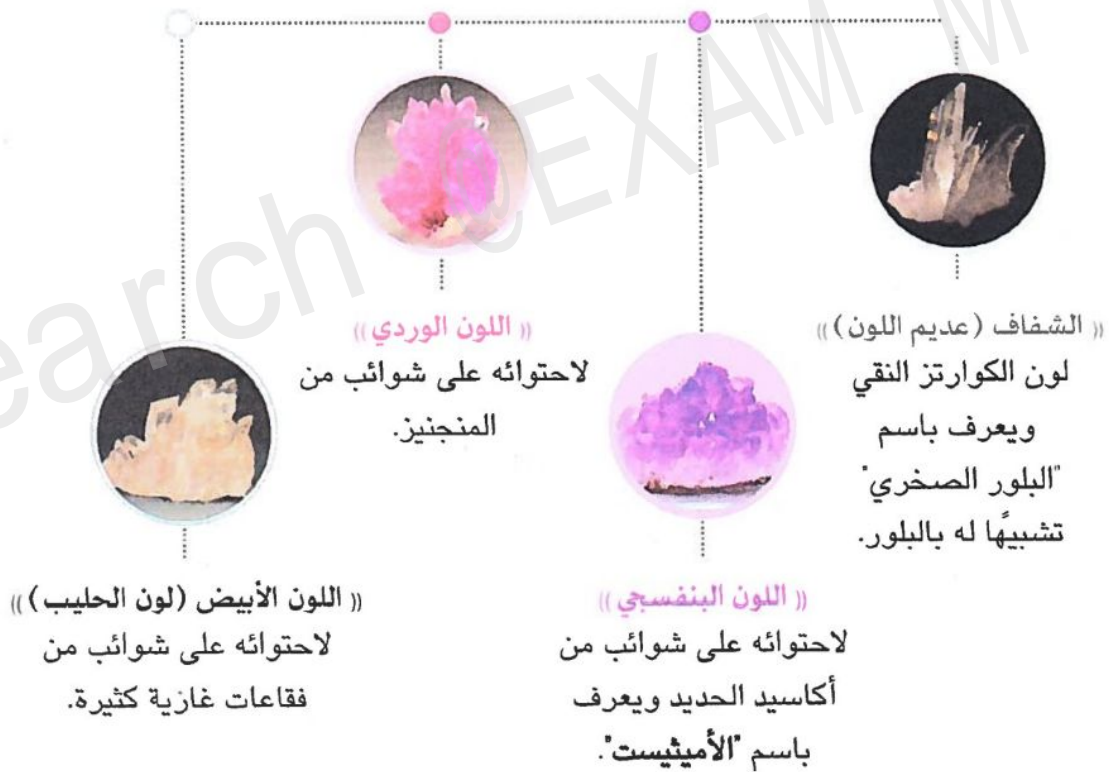 الشفاف (عديم اللون)
لون الكوارتز النقي
ويعرف باسم
"البلور الصخري"
تشبيهًا له بالبلور.
اللون البنفسجي
لاحتوائه على شوائب من
أكاسيد الحديد ويعرف
باسم "الأميثيست".
اللون الوردي
لاحتوائه على شوائب من
المنجنيز.
اللون الأبيض (لون الحليب)
لاحتوائه على شوائب من
فقاعات غازية كثيرة.
earch @EXAM M